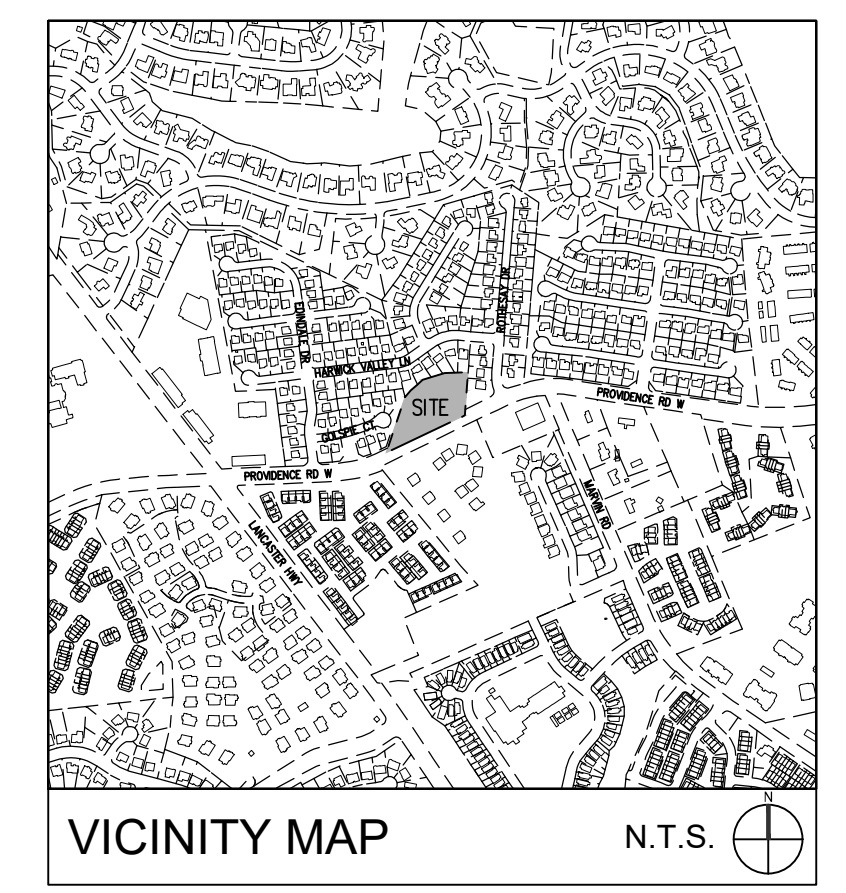 ROTHESAY DR
EDINDALE DR
HARWICK VALLEY LN
PROVIDENCE RD W
SITE
GOLSPIE CT.
PROVIDENCE RD W
MARVIN RD
LANCASTER HWY
VICINITY MAP
N.T.S.
N